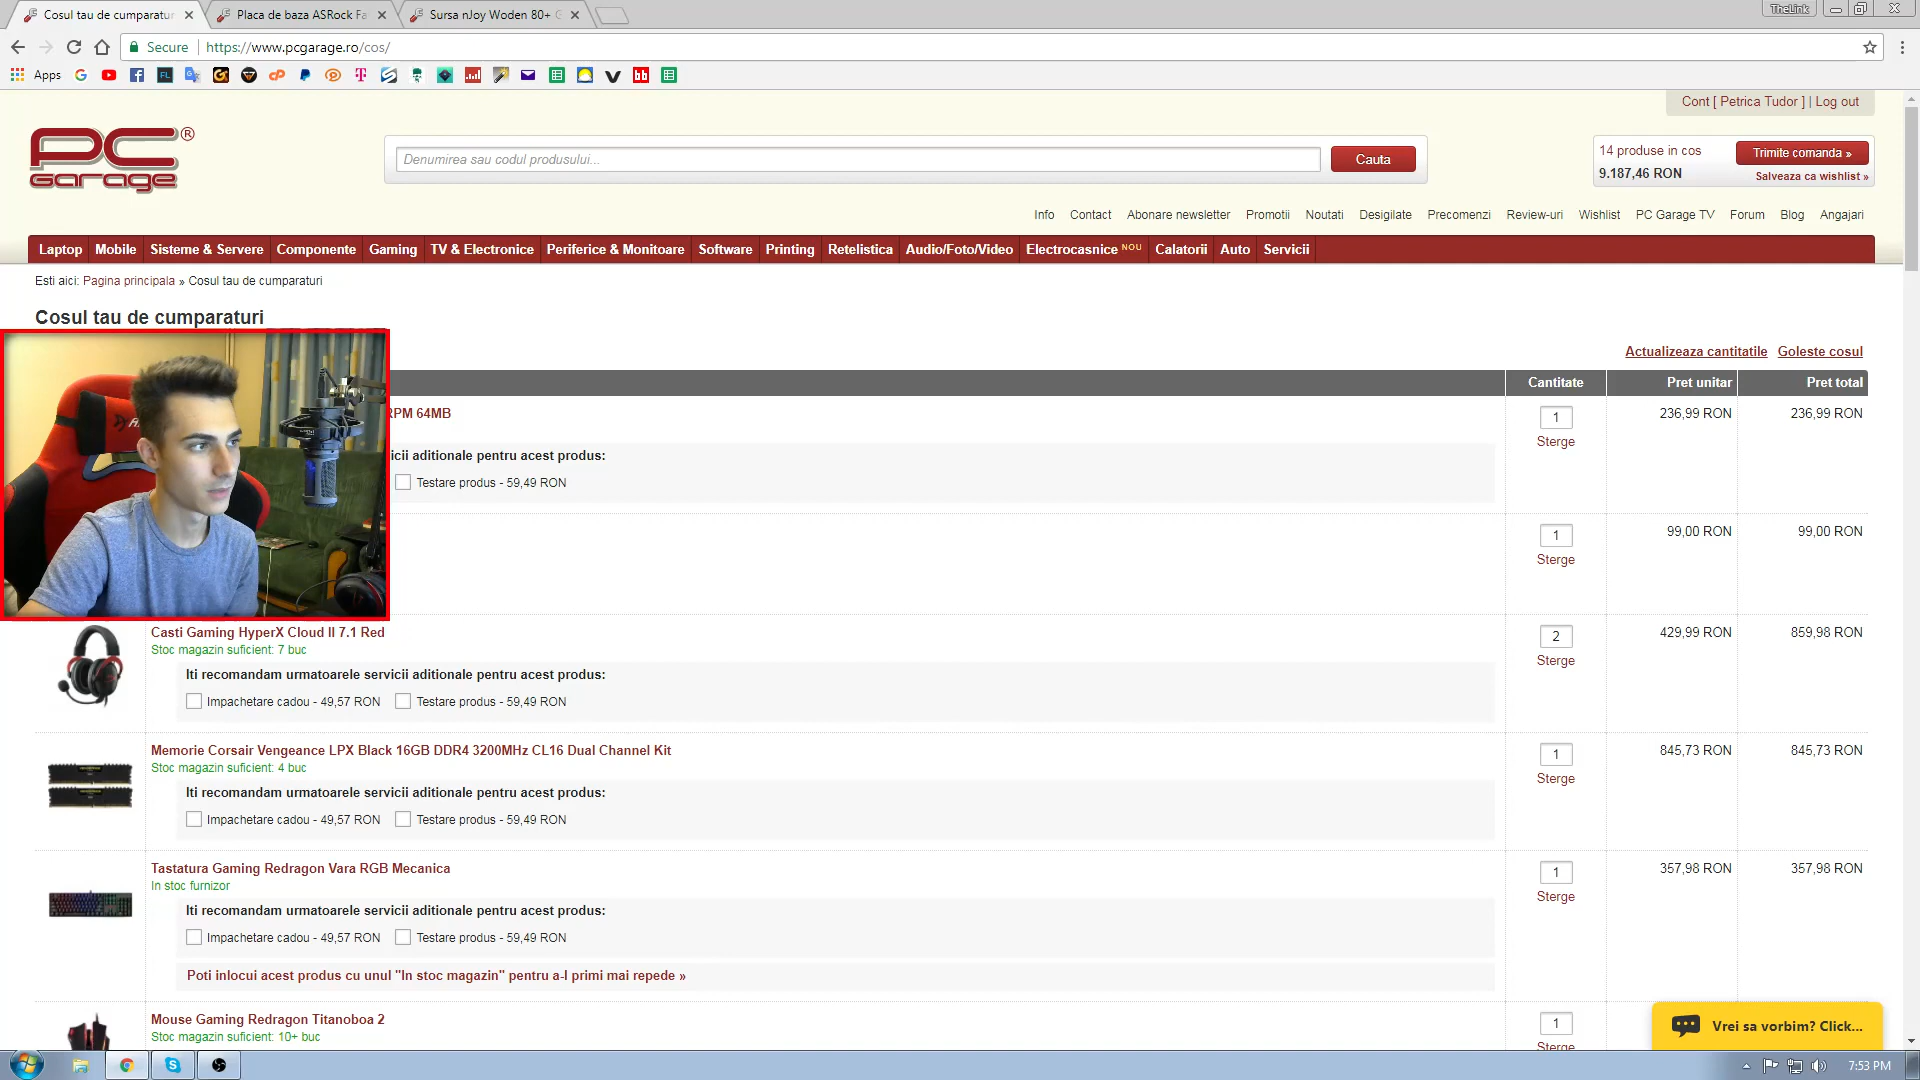 Cosul tau de cumparatur
Placa de baza ASRock Fa
Sursa nJoy Woden 80+ G
TheLink
Secure
https://www.pcgarage.ro/cos/
Apps
Cont [ Petrica Tudor ] | Log out
PC GARAGE ®
Denumirea sau codul produsului...
Cauta
14 produse in cos
9.187,46 RON
Trimite comanda »
Salveaza ca wishlist »
Info Contact Abonare newsletter Promotii Noutati Desigilate Precomenzi Review-uri Wishlist PC Garage TV Forum Blog Angajari
Laptop Mobile Sisteme & Servere Componente Gaming TV & Electronice Periferice & Monitoare Software Printing Retelistica Audio/Foto/Video Electrocasnice NOU Calatorii Auto Servicii
Esti aici: Pagina principala » Cosul tau de cumparaturi
Cosul tau de cumparaturi
Actualizeaza cantitatile Goleste cosul
Cantitate Pret unitar Pret total
RPM 64MB
1 236,99 RON 236,99 RON
Sterge
icii aditionale pentru acest produs:
Testare produs - 59,49 RON
1 99,00 RON 99,00 RON
Sterge
Casti Gaming HyperX Cloud II 7.1 Red
Stoc magazin suficient: 7 buc
2 429,99 RON 859,98 RON
Sterge
Iti recomandam urmatoarele servicii aditionale pentru acest produs:
Impachetare cadou - 49,57 RON Testare produs - 59,49 RON
Memorie Corsair Vengeance LPX Black 16GB DDR4 3200MHz CL16 Dual Channel Kit
Stoc magazin suficient: 4 buc
1 845,73 RON 845,73 RON
Sterge
Iti recomandam urmatoarele servicii aditionale pentru acest produs:
Impachetare cadou - 49,57 RON Testare produs - 59,49 RON
Tastatura Gaming Redragon Vara RGB Mecanica
In stoc furnizor
1 357,98 RON 357,98 RON
Sterge
Iti recomandam urmatoarele servicii aditionale pentru acest produs:
Impachetare cadou - 49,57 RON Testare produs - 59,49 RON
Poti inlocui acest produs cu unul "In stoc magazin" pentru a-l primi mai repede »
Mouse Gaming Redragon Titanoboa 2
Stoc magazin suficient: 10+ buc
1
Sterge
Vrei sa vorbim? Click...
7:53 PM